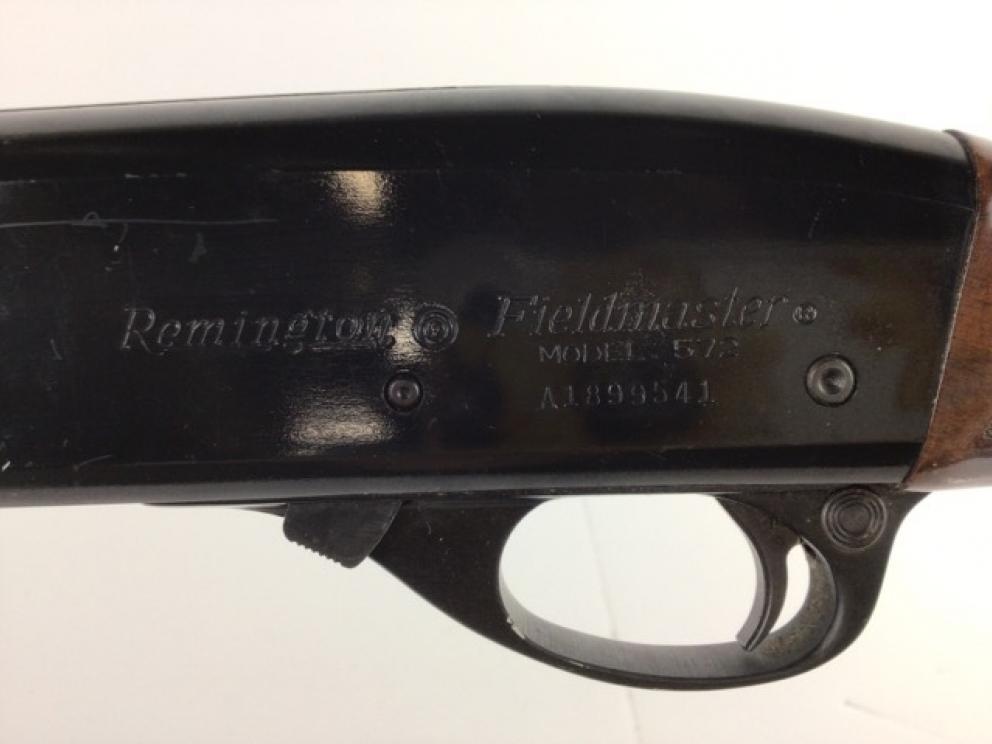 Remington ® Fieldmaster ®
MODEL 572
A1899541